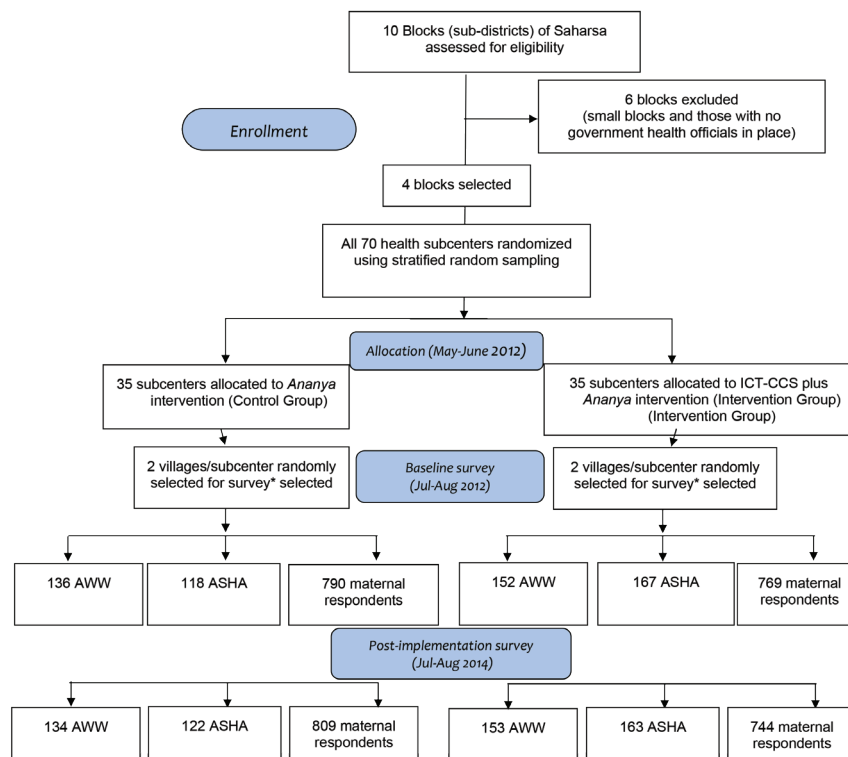 10 Blocks (sub-districts) of Saharsa
assessed for eligibility
6 blocks excluded
(small blocks and those with no
government health officials in place)
Enrollment
4 blocks selected
All 70 health subcenters randomized
using stratified random sampling
Allocation (May-June 2012)
35 subcenters allocated to Ananya
intervention (Control Group)
35 subcenters allocated to ICT-CCS plus
Ananya intervention (Intervention Group)
(Intervention Group)
2 villages/subcenter randomly
selected for survey* selected
Baseline survey
(Jul-Aug 2012)
2 villages/subcenter randomly
selected for survey* selected
136 AWW
118 ASHA
790 maternal
respondents
152 AWW
167 ASHA
769 maternal
respondents
Post-implementation survey
(Jul-Aug 2014)
134 AWW
122 ASHA
809 maternal
respondents
153 AWW
163 ASHA
744 maternal
respondents